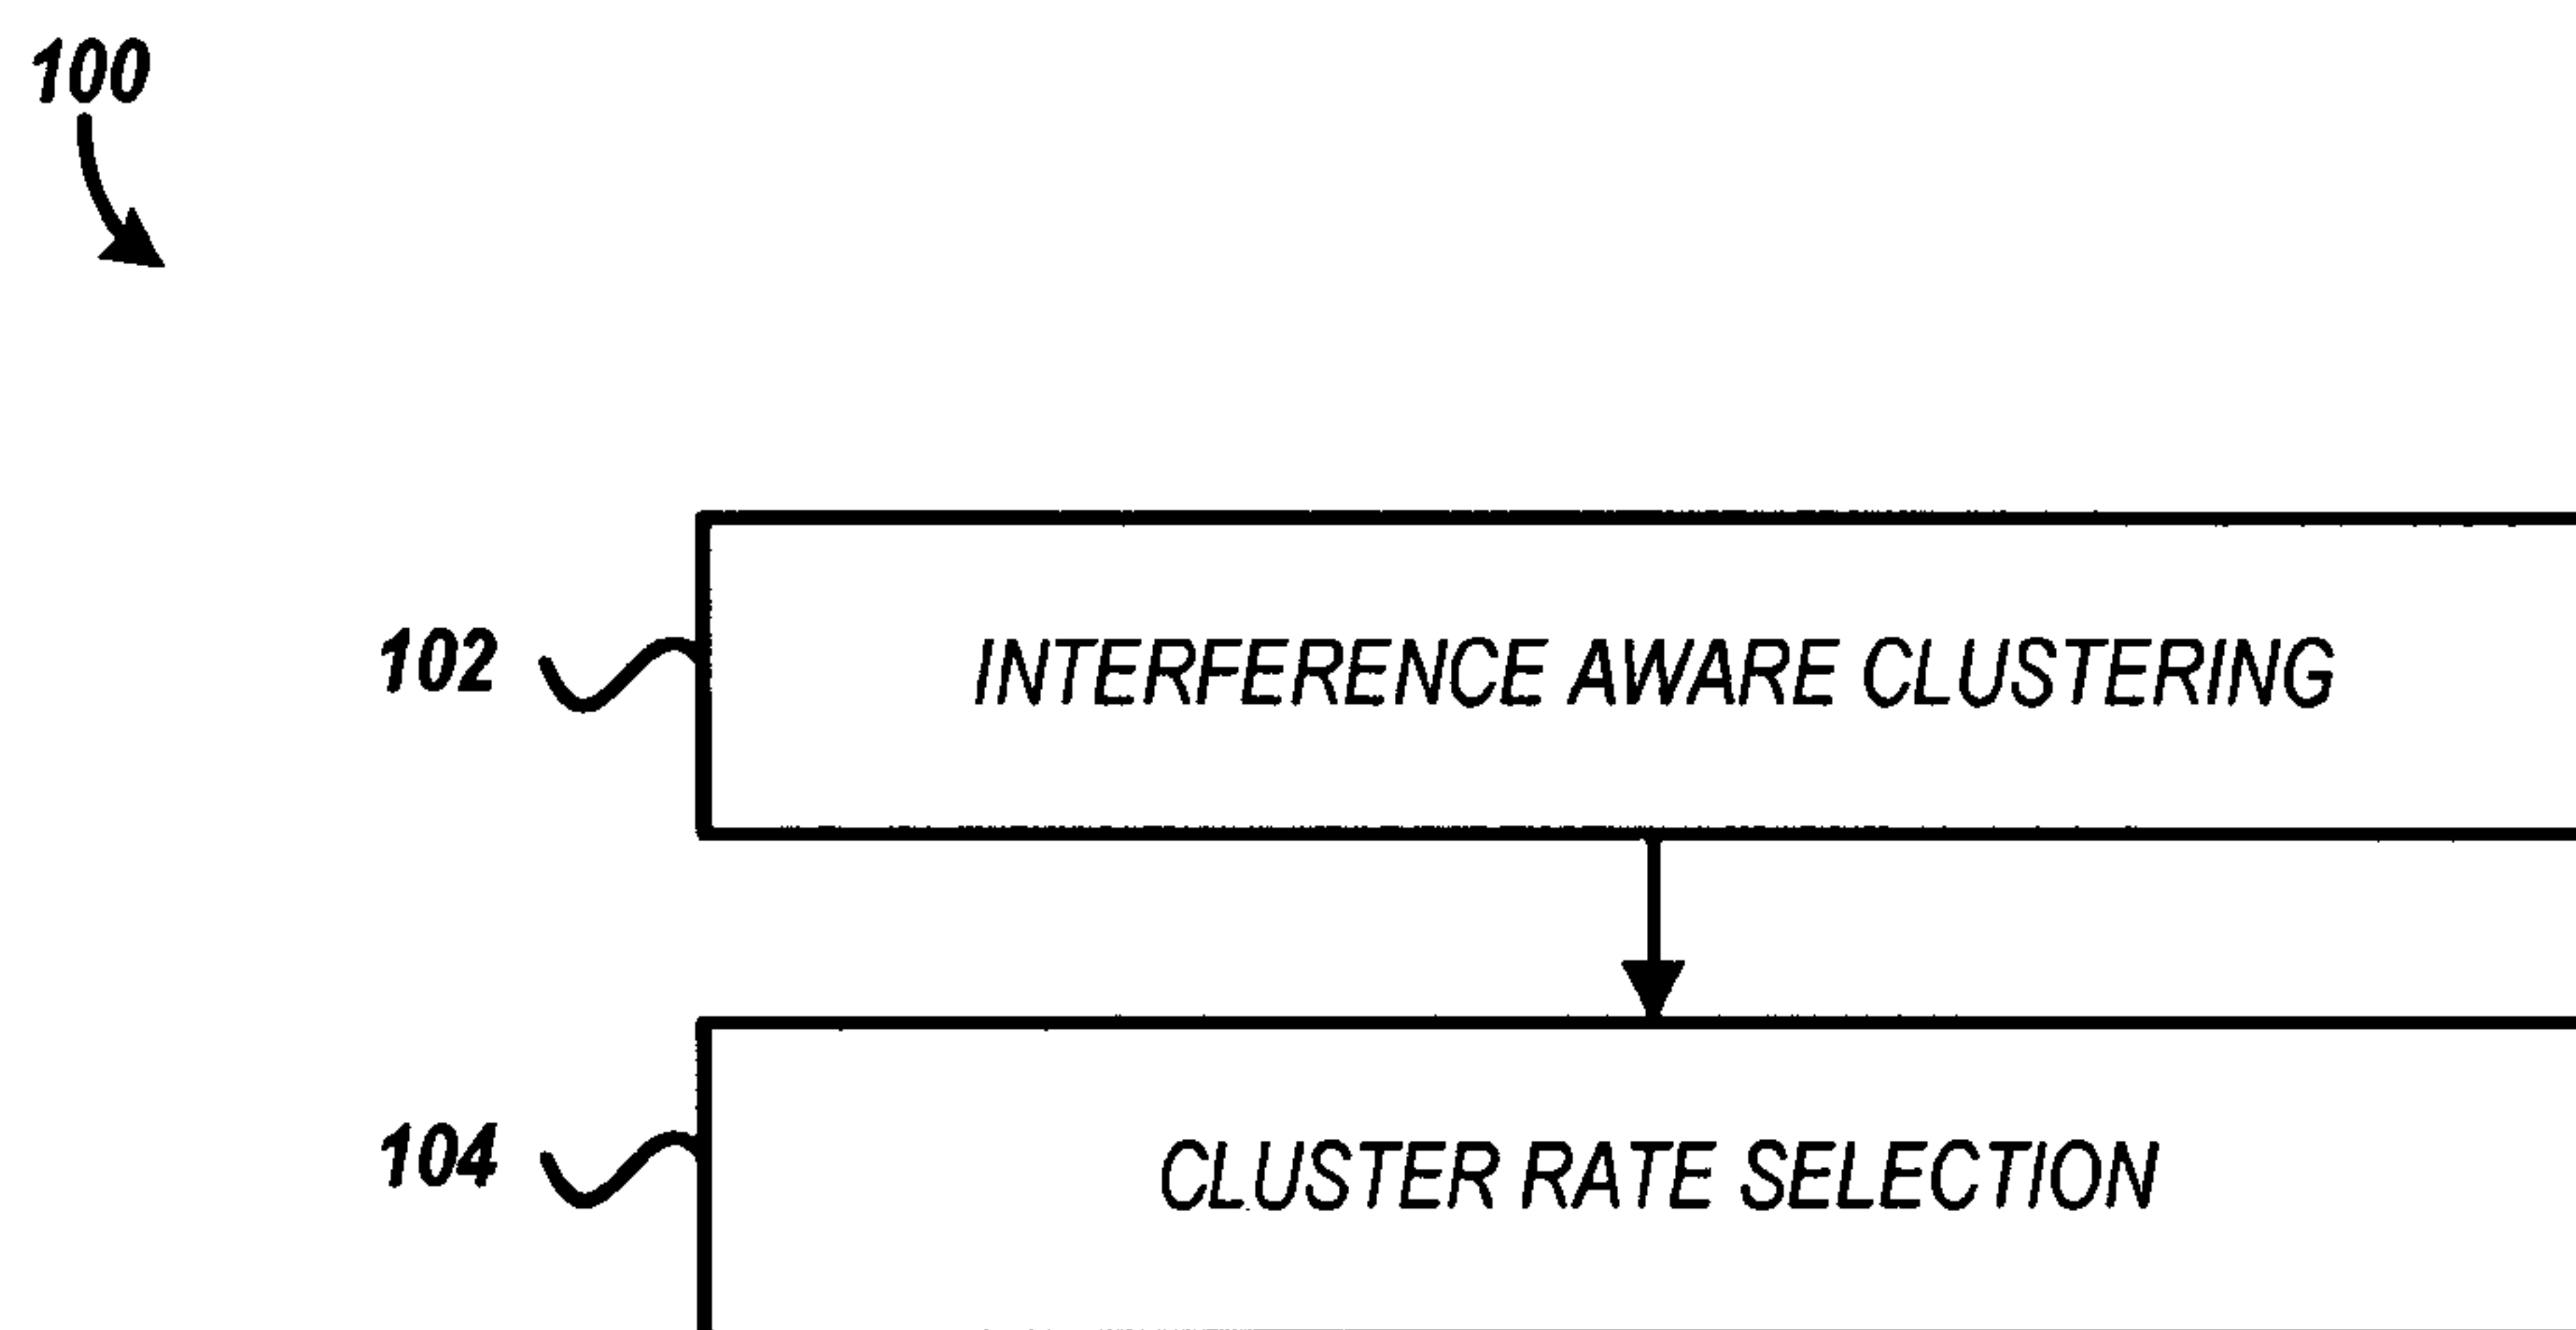 100
102
INTERFERENCE AWARE CLUSTERING
104
CLUSTER RATE SELECTION